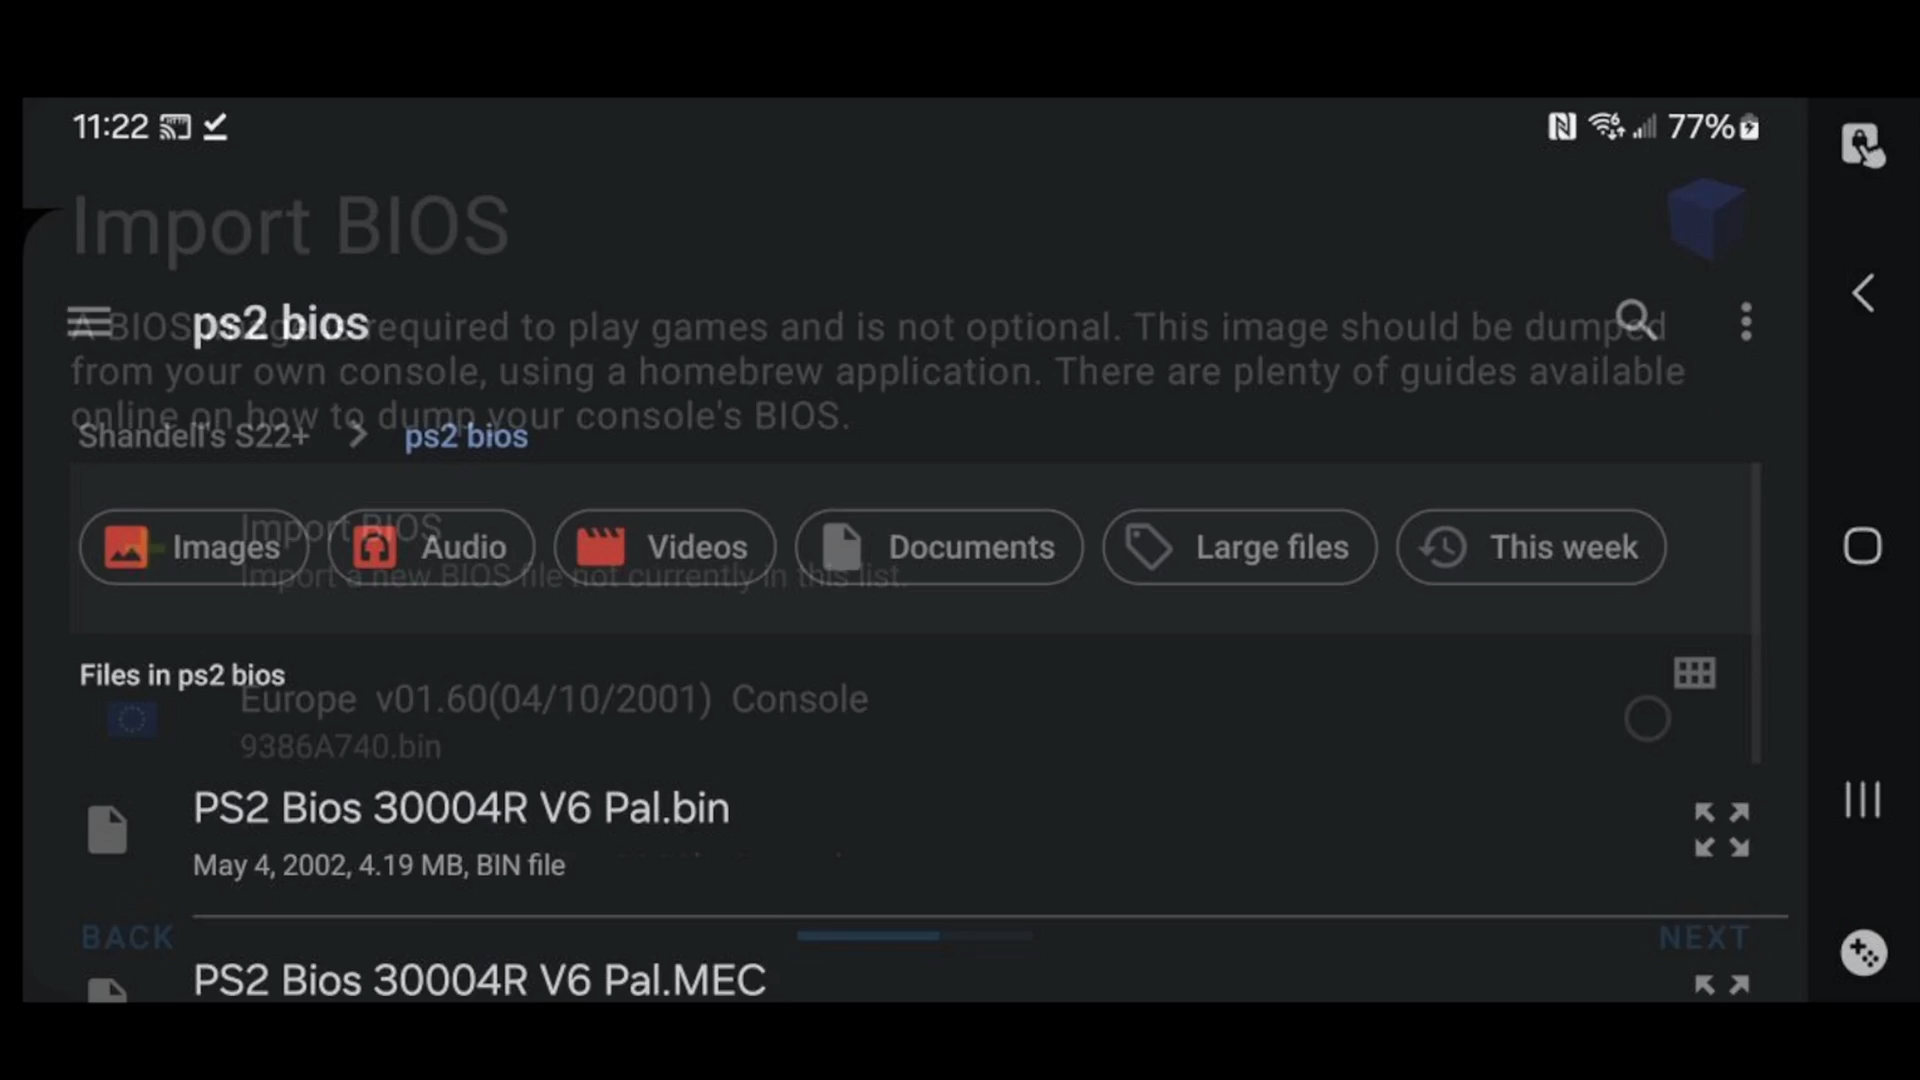 11:22
77%
Import BIOS
ps2 bios
A BIOS required to play games and is not optional. This image should be dumped
from your own console, using a homebrew application. There are plenty of guides available
online on how to dump your console's BIOS.
Shandell's S22+ > ps2 bios
Import BIOS
Images
Audio
Videos
Documents
Large files
This week
Import a new BIOS file not currently in this list.
Files in ps2 bios
Europe v01.60(04/10/2001) Console
9386A740.bin
PS2 Bios 30004R V6 Pal.bin
May 4, 2002, 4.19 MB, BIN file
BACK
NEXT
PS2 Bios 30004R V6 Pal.MEC